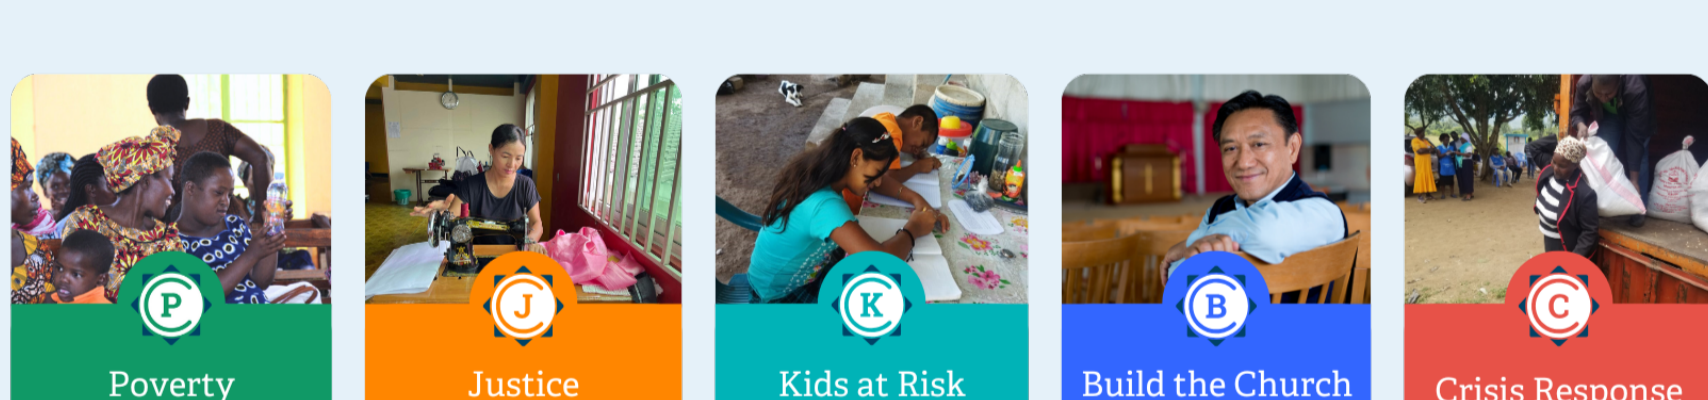 P
J
K
B
C
Poverty
Justice
Kids at Risk
Build the Church
Crisis Response